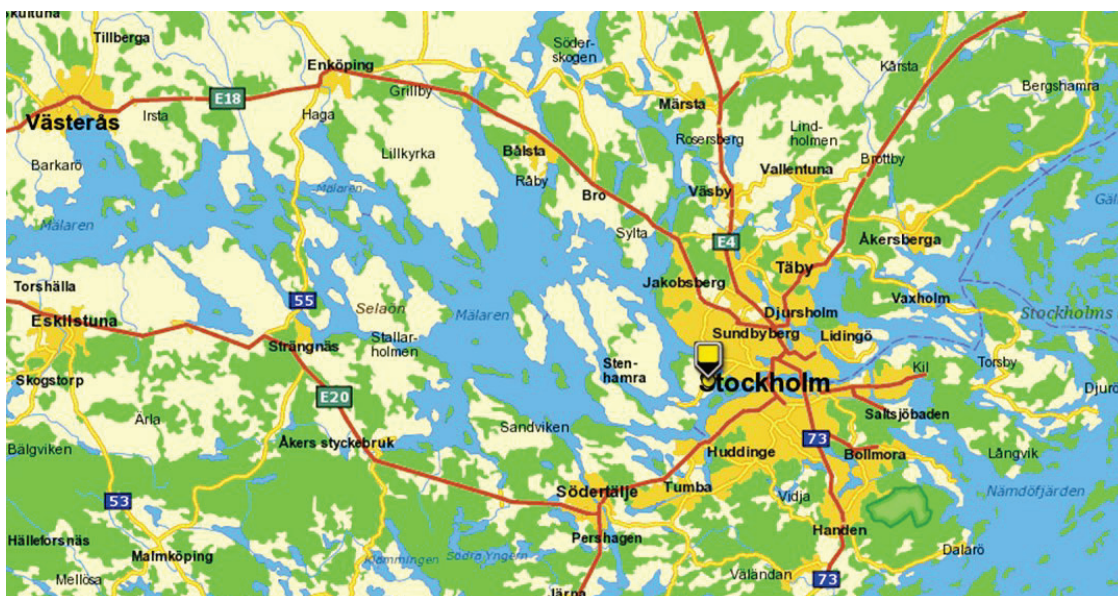 Tillberga
Enköping
Söder-
skogen
Kårsta
Bergshamra
Grillby
E18
Märsta
Västerås
Irsta
Haga
Rosersberg
Lind-
holmen
Barkarö
Lillkyrka
Bålsta
Råby
Brottby
Vallentuna
Bro
Väsby
Mälaren
Mälaren
Sylta
E4
Åkersberga
Täby
Jakobsberg
Torshälla
55
Selaön
Mälaren
Vaxholm
Djursholm
Stockholms
Eskilstuna
Stallar-
holmen
Strängnäs
Sundbyberg
Lidingö
Sten-
hamra
Kil
Torsby
Skogstorp
Stockholm
Djurö
E20
Ärla
Saltsjöbaden
Sandviken
Åkers styckebruk
73
Bälgviken
Huddinge
Bollmora
Långvik
Södertälje
Tumba
Vidja
Nämdöfjärden
53
Handen
Hälleforsnäs
Malmköping
Pershagen
Dalarö
Klämmingen
Södra Yngern
Mellösa
Väländan
73
Järna